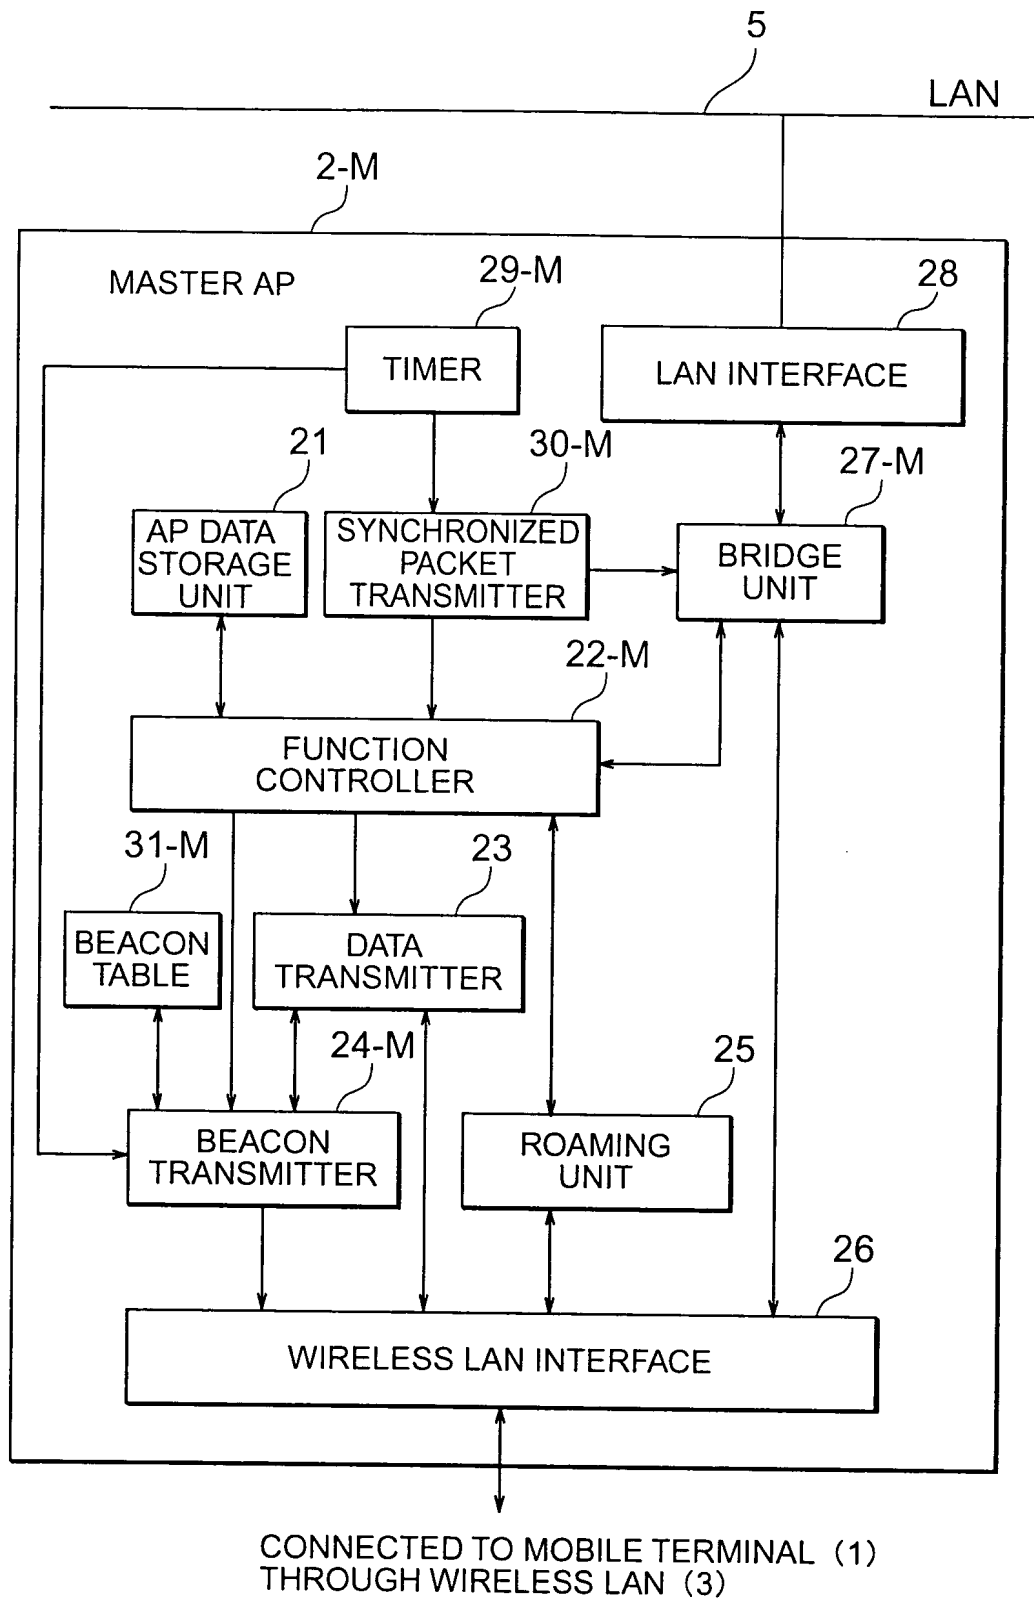 5
LAN
2-M
MASTER AP
29-M
28
TIMER
LAN INTERFACE
21
30-M
27-M
AP DATA
STORAGE
UNIT
SYNCHRONIZED
PACKET
TRANSMITTER
BRIDGE
UNIT
22-M
FUNCTION
CONTROLLER
31-M
23
BEACON
TABLE
DATA
TRANSMITTER
24-M
25
BEACON
TRANSMITTER
ROAMING
UNIT
26
WIRELESS LAN INTERFACE
CONNECTED TO MOBILE TERMINAL (1)
THROUGH WIRELESS LAN (3)